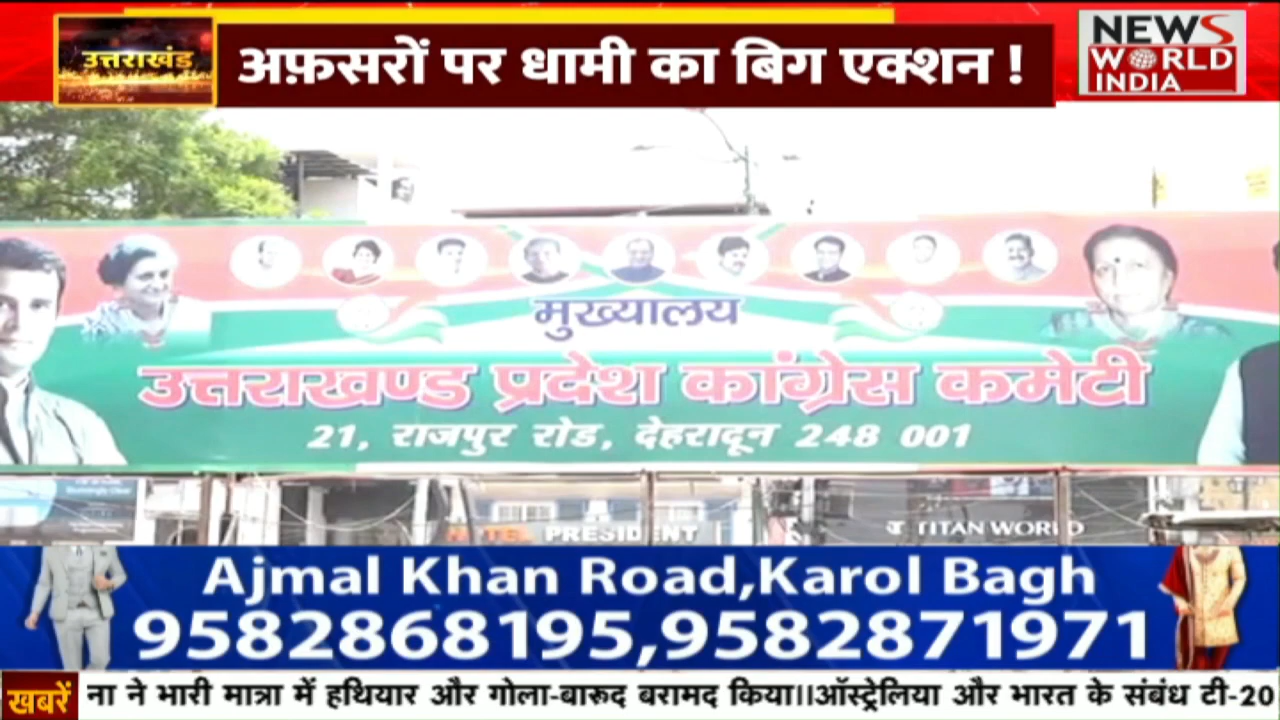 उत्तराखंड
अफ़सरों पर धामी का बिग एक्शन !
NEWS
WORLD
INDIA
मुख्यालय
उत्तराखण्ड प्रदेश कांग्रेस कमेटी
21, राजपुर रोड, देहरादून 248 001
HOTEL PRESIDENT
TITAN WORLD
Ajmal Khan Road,Karol Bagh
9582868195,9582871971
खबरें
ना ने भारी मात्रा में हथियार और गोला-बारूद बरामद किया।।ऑस्ट्रेलिया और भारत के संबंध टी-20